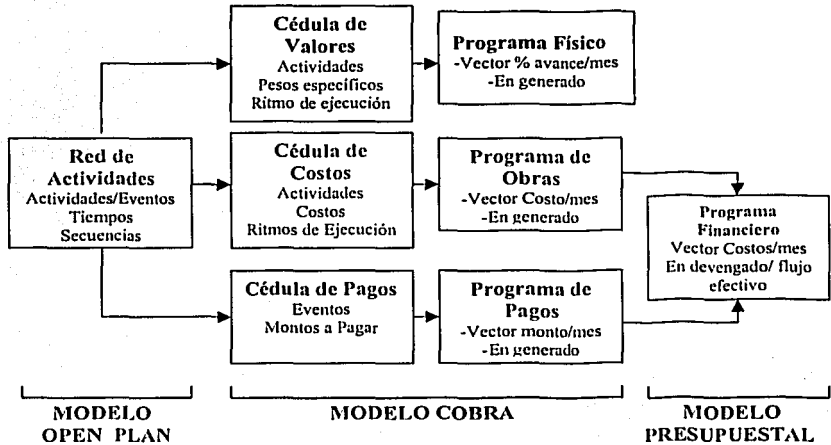 Cédula de
Valores
Actividades
Pesos específicos
Ritmo de ejecución
Programa Físico
-Vector % avance/mes
-En generado
Red de
Actividades
Actividades/Eventos
Tiempos
Secuencias
Cédula de
Costos
Actividades
Costos
Ritmos de Ejecución
Programa de
Obras
-Vector Costo/mes
-En generado
Programa
Financiero
Vector Costos/mes
En devengado/ flujo
efectivo
Cédula de Pagos
Eventos
Montos a Pagar
Programa de
Pagos
-Vector monto/mes
-En generado
MODELO
OPEN PLAN
MODELO COBRA
MODELO
PRESUPUESTAL